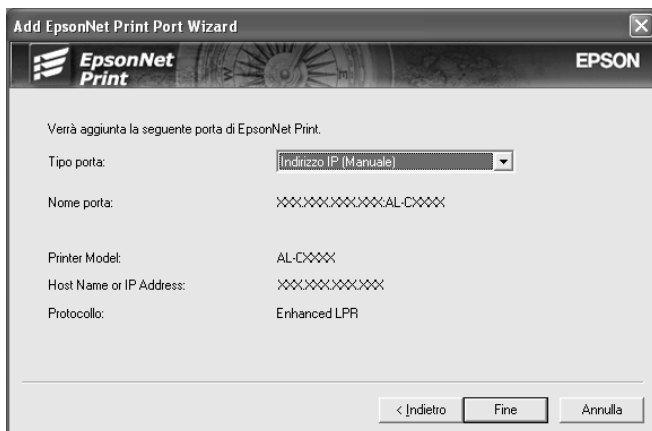 Add EpsonNet Print Port Wizard
EpsonNet
Print
EPSON
Verrà aggiunta la seguente porta di EpsonNet Print.
Tipo porta: Indirizzo IP (Manuale)
Nome porta: XXX.XXX.XXX.XXX:AL-CXXXX
Printer Model: AL-CXXXX
Host Name or IP Address: XXX.XXX.XXX.XXX
Protocollo: Enhanced LPR
< Indietro Fine Annulla